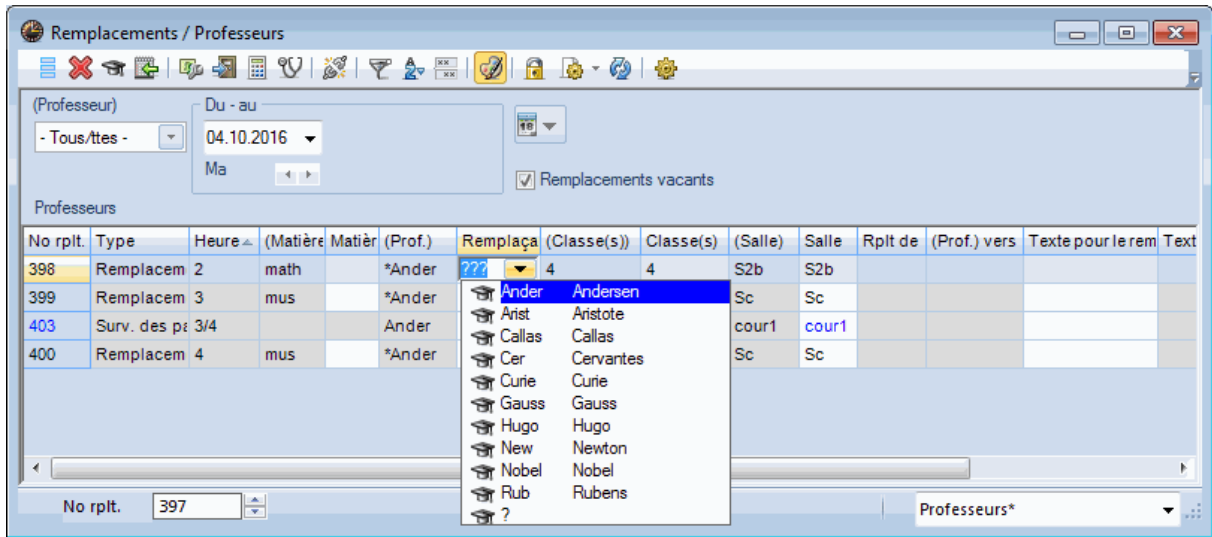 Remplacements / Professeurs
(Professeur) Du - au
- Tous/ttes - 04.10.2016
Ma
Remplacements vacants
Professeurs
No rplt. Type Heure (Matière Matièr (Prof.) Remplaça (Classe(s)) Classe(s) (Salle) Salle Rplt de (Prof.) vers Texte pour le rem Text
398 Remplacem 2 math *Ander ??? 4 4 S2b S2b
399 Remplacem 3 mus *Ander Sc Sc
403 Surv. des pa 3/4 Ander cour1 cour1
400 Remplacem 4 mus *Ander Sc Sc
Ander Andersen
Arist Aristote
Callas Callas
Cer Cervantes
Curie Curie
Gauss Gauss
Hugo Hugo
New Newton
Nobel Nobel
Rub Rubens
?
No rplt. 397 Professeurs*